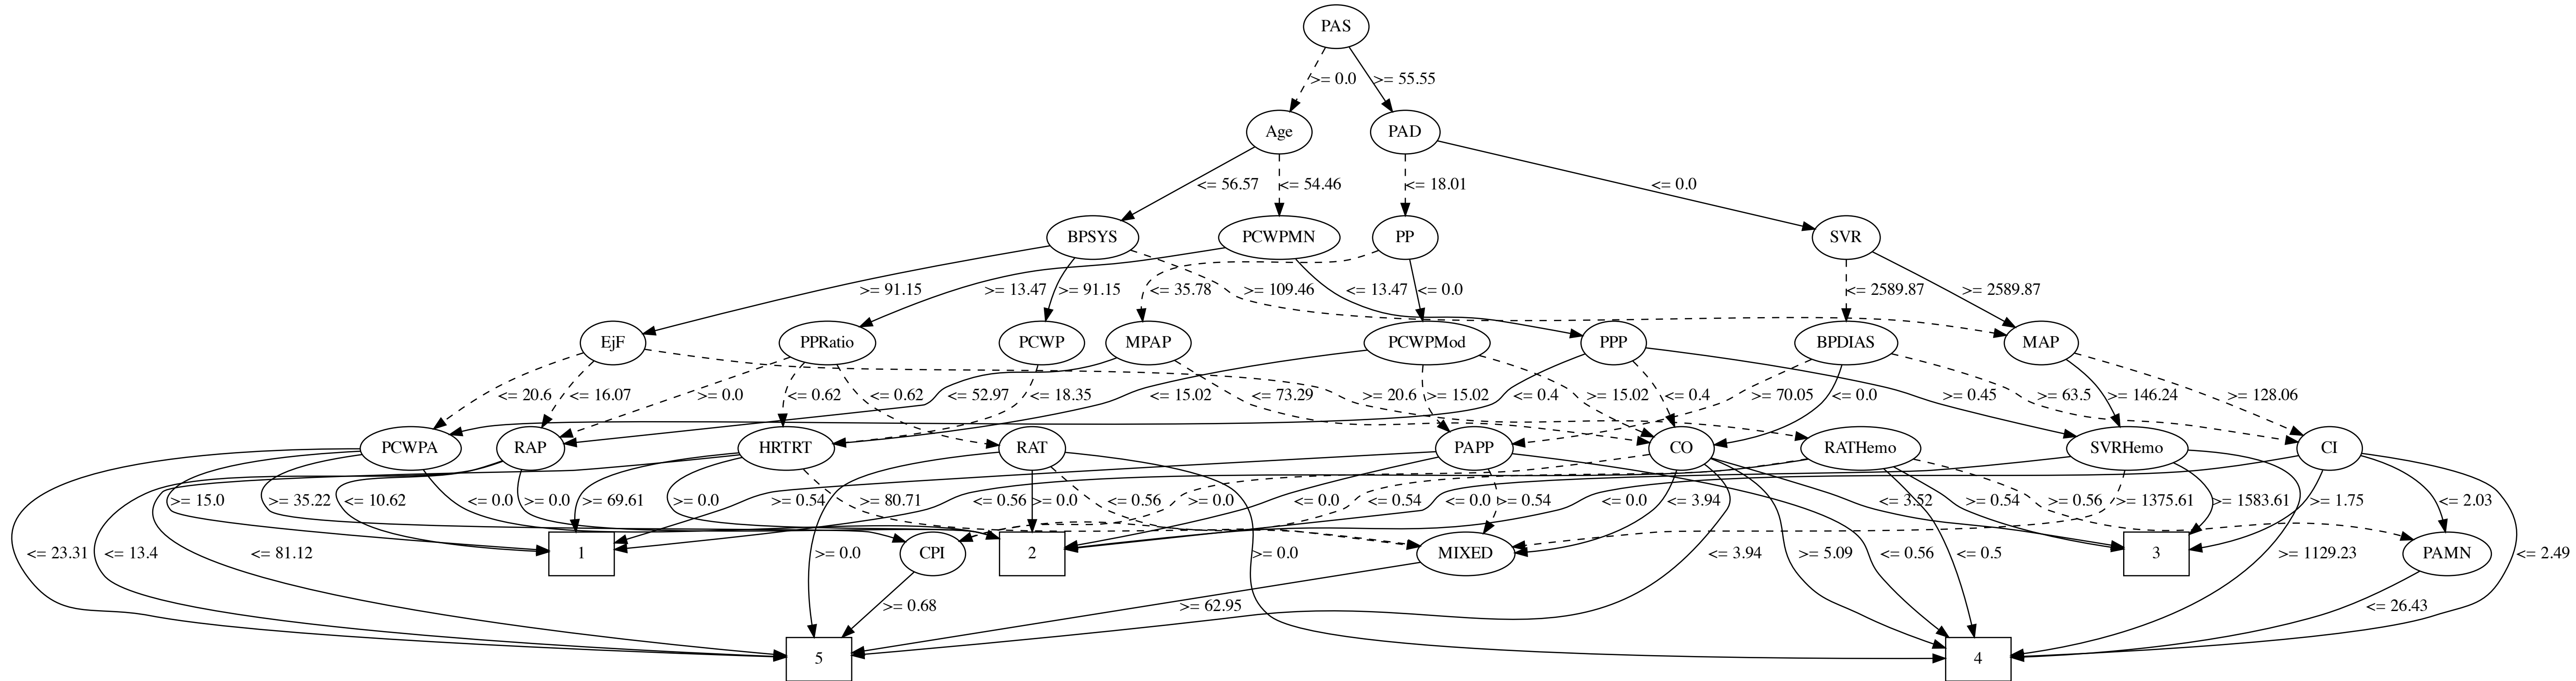 PAS
>= 0.0 >= 55.55
Age PAD
<= 56.57 <= 54.46 <= 18.01 <= 0.0
BPSYS PCWPMN PP SVR
>= 91.15 >= 13.47 >= 91.15 <= 35.78 >= 109.46 <= 13.47 <= 0.0 <= 2589.87 >= 2589.87
EjF PPRatio PCWP MPAP PCWPMod PPP BPDIAS MAP
<= 20.6 <= 16.07 >= 0.0 <= 0.62 <= 0.62 <= 52.97 <= 18.35 <= 15.02 <= 73.29 >= 20.6 >= 15.02 <= 0.4 >= 15.02 <= 0.4 >= 70.05 <= 0.0 >= 0.45 >= 63.5 >= 146.24 >= 128.06
PCWPA RAP HRTRT RAT PAPP CO RATHemo SVRHemo CI
>= 15.0 >= 35.22 <= 10.62 <= 0.0 >= 0.0 >= 69.61 >= 0.0 >= 0.54 >= 80.71 <= 0.56 >= 0.0 <= 0.56 >= 0.0 <= 0.0 <= 0.54 <= 0.0 >= 0.54 <= 0.0 <= 3.94 <= 3.52 >= 0.54 >= 0.56 >= 1375.61 >= 1583.61 >= 1.75 <= 2.03
<= 23.31 <= 13.4 <= 81.12 1 >= 0.0 CPI 2 >= 0.0 MIXED <= 3.94 >= 5.09 <= 0.56 <= 0.5 3 >= 1129.23 PAMN <= 2.49
>= 0.68 >= 62.95 <= 26.43
5 4